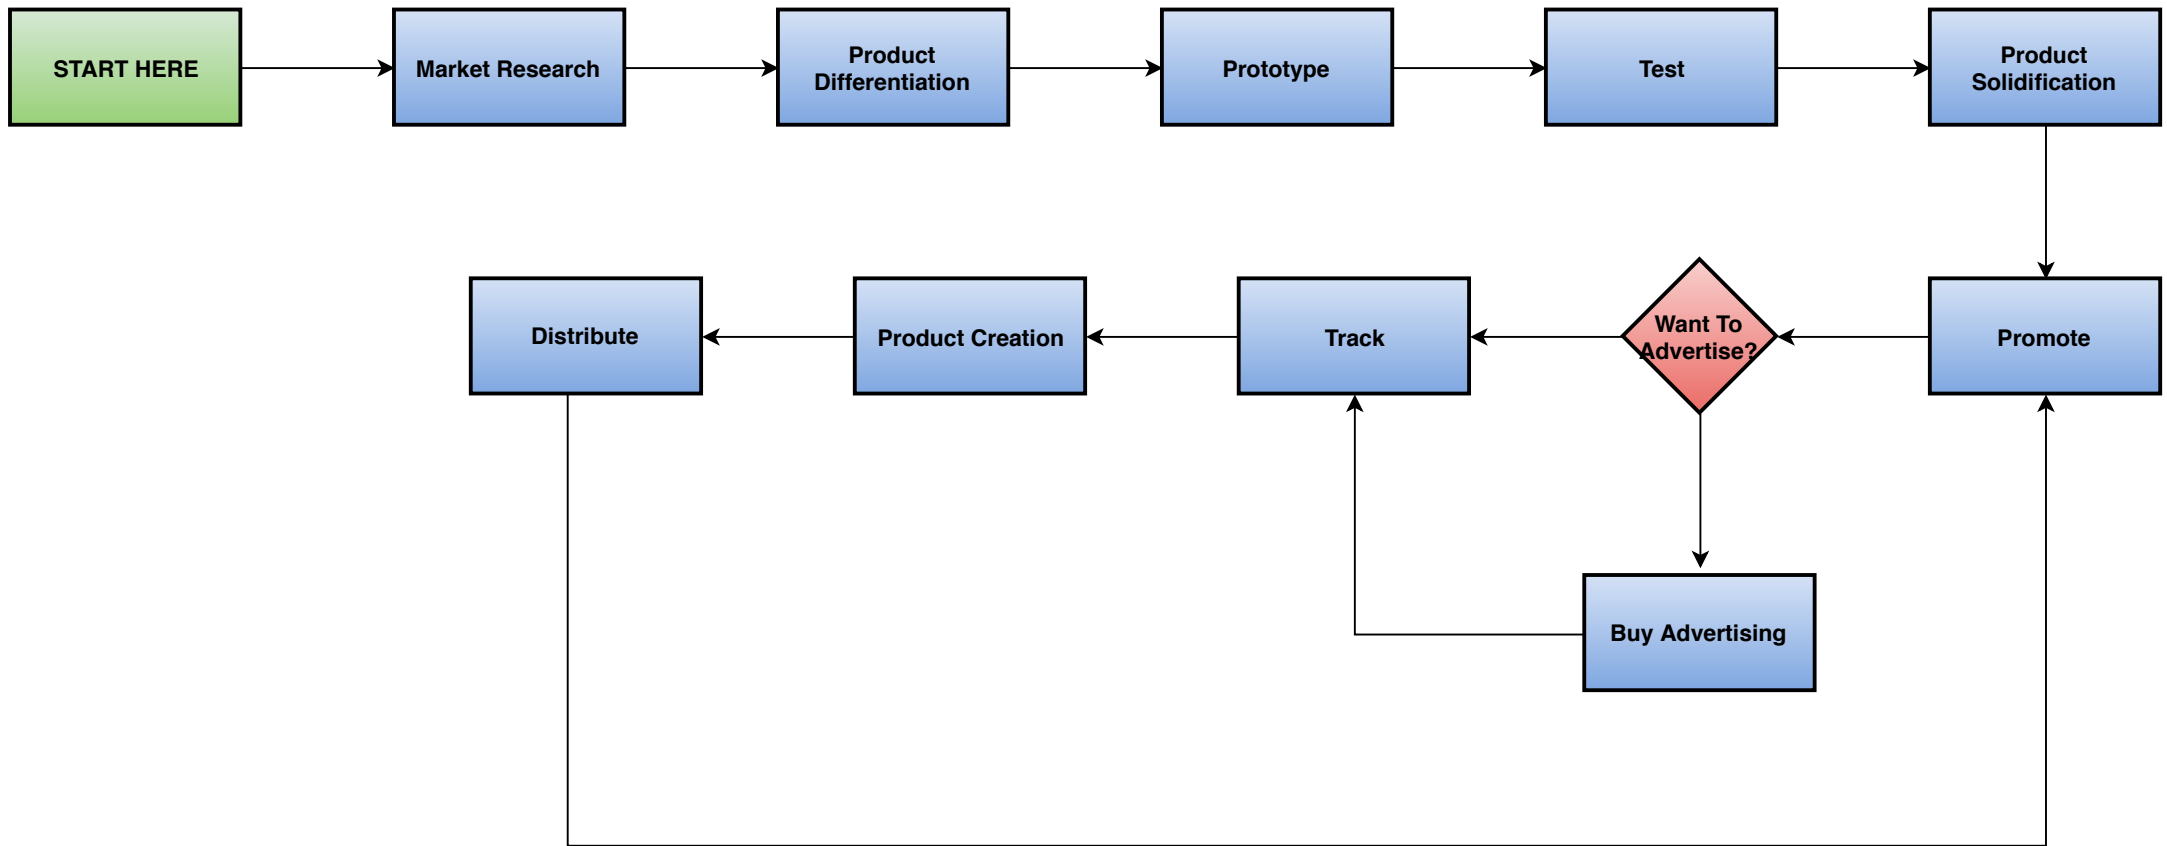 START HERE
Market Research
Product
Differentiation
Prototype
Test
Product
Solidification
Distribute
Product Creation
Track
Want To
Advertise?
Promote
Buy Advertising